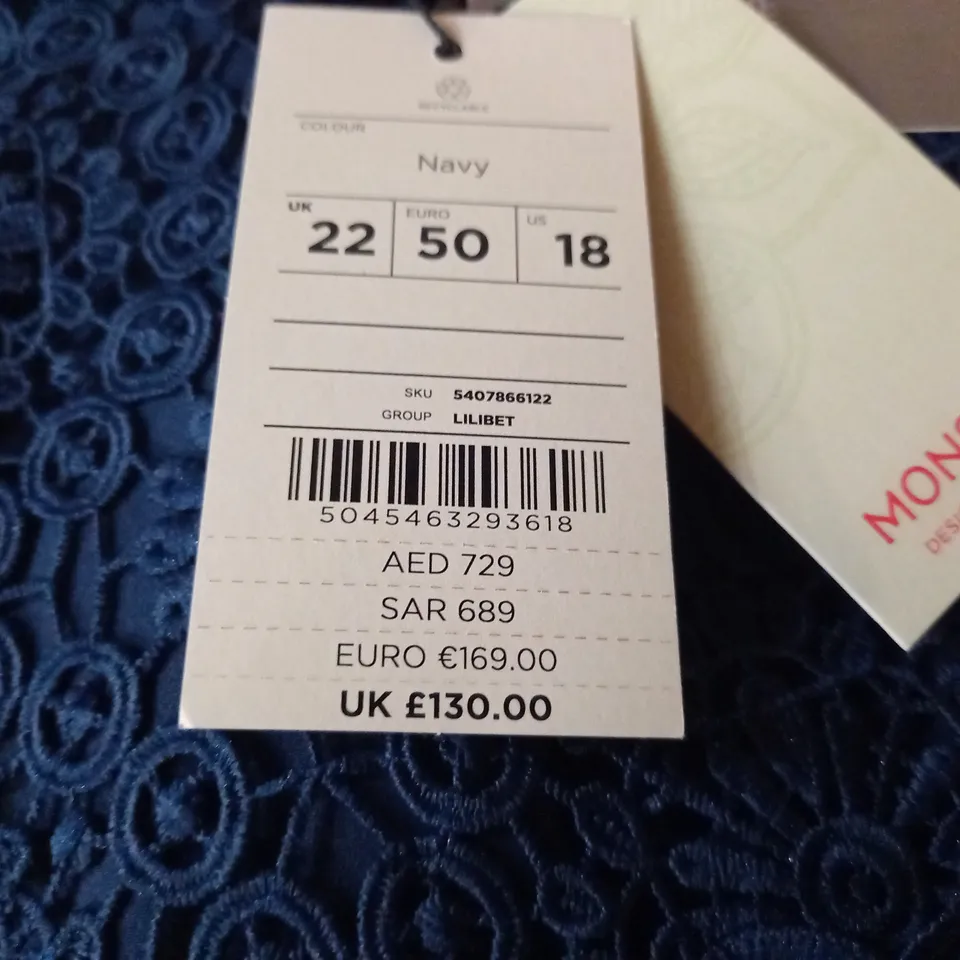 RECYCLABLE
COLOUR
Navy
UK EURO US
22 50 18
SKU 5407866122
GROUP LILIBET
5045463293618
AED 729
SAR 689
EURO €169.00
UK £130.00